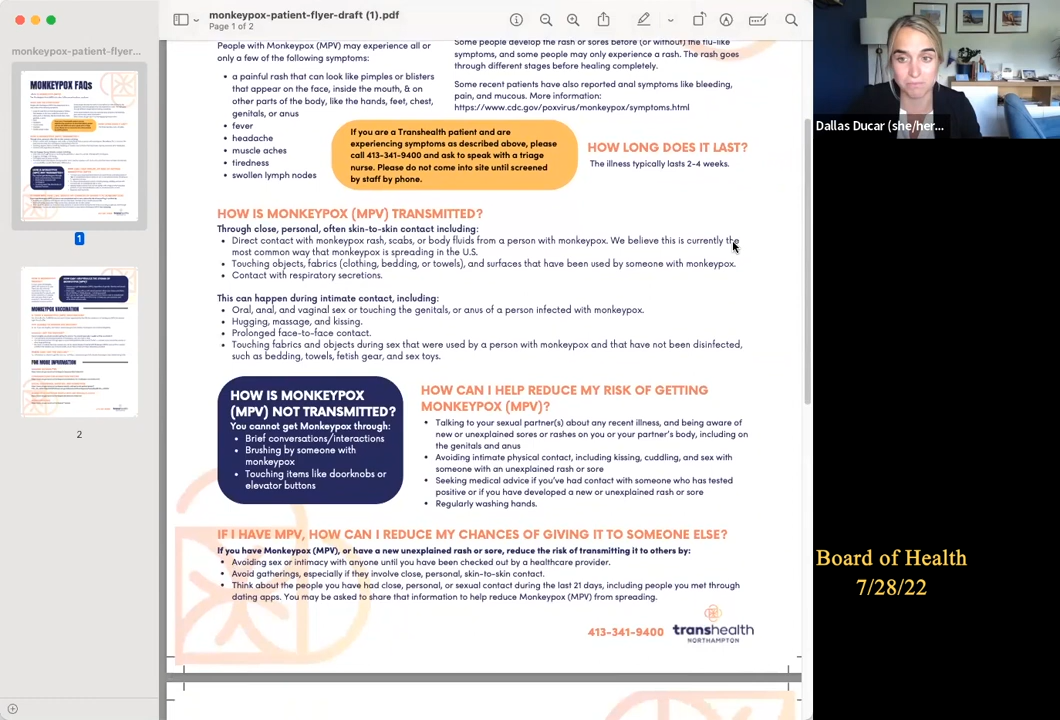 monkeypox-patient-flyer-draft (1).pdf
Page 1 of 2
monkeypox-patient-flyer...
MONKEYPOX FAQs
1
MONKEYPOX VACCINATION
FOR MORE INFORMATION
2
People with Monkeypox (MPV) may experience all or
only a few of the following symptoms:
• a painful rash that can look like pimples or blisters
that appear on the face, inside the mouth, & on
other parts of the body, like the hands, feet, chest,
genitals, or anus
• fever
• headache
• muscle aches
• tiredness
• swollen lymph nodes
Some people develop the rash or sores before (or without) the flu-like
symptoms, and some people may only experience a rash. The rash goes
through different stages before healing completely.
Some recent patients have also reported anal symptoms like bleeding,
pain, and mucous. More information:
https://www.cdc.gov/poxvirus/monkeypox/symptoms.html
If you are a Transhealth patient and are
experiencing symptoms as described above, please
call 413-341-9400 and ask to speak with a triage
nurse. Please do not come into site until screened
by staff by phone.
HOW LONG DOES IT LAST?
The illness typically lasts 2-4 weeks.
HOW IS MONKEYPOX (MPV) TRANSMITTED?
Through close, personal, often skin-to-skin contact including:
• Direct contact with monkeypox rash, scabs, or body fluids from a person with monkeypox. We believe this is currently the
most common way that monkeypox is spreading in the U.S.
• Touching objects, fabrics (clothing, bedding, or towels), and surfaces that have been used by someone with monkeypox.
• Contact with respiratory secretions.
This can happen during intimate contact, including:
• Oral, anal, and vaginal sex or touching the genitals, or anus of a person infected with monkeypox.
• Hugging, massage, and kissing.
• Prolonged face-to-face contact.
• Touching fabrics and objects during sex that were used by a person with monkeypox and that have not been disinfected,
such as bedding, towels, fetish gear, and sex toys.
HOW IS MONKEYPOX
(MPV) NOT TRANSMITTED?
You cannot get Monkeypox through:
• Brief conversations/interactions
• Brushing by someone with
monkeypox
• Touching items like doorknobs or
elevator buttons
HOW CAN I HELP REDUCE MY RISK OF GETTING
MONKEYPOX (MPV)?
• Talking to your sexual partner(s) about any recent illness, and being aware of
new or unexplained sores or rashes on you or your partner's body, including on
the genitals and anus
• Avoiding intimate physical contact, including kissing, cuddling, and sex with
someone with an unexplained rash or sore
• Seeking medical advice if you've had contact with someone who has tested
positive or if you have developed a new or unexplained rash or sore
• Regularly washing hands.
IF I HAVE MPV, HOW CAN I REDUCE MY CHANCES OF GIVING IT TO SOMEONE ELSE?
If you have Monkeypox (MPV), or have a new unexplained rash or sore, reduce the risk of transmitting it to others by:
• Avoiding sex or intimacy with anyone until you have been checked out by a healthcare provider.
• Avoid gatherings, especially if they involve close, personal, skin-to-skin contact.
• Think about the people you have had close, personal, or sexual contact during the last 21 days, including people you met through
dating apps. You may be asked to share that information to help reduce Monkeypox (MPV) from spreading.
413-341-9400
transhealth
NORTHAMPTON
Dallas Ducar (she/her...
Board of Health
7/28/22